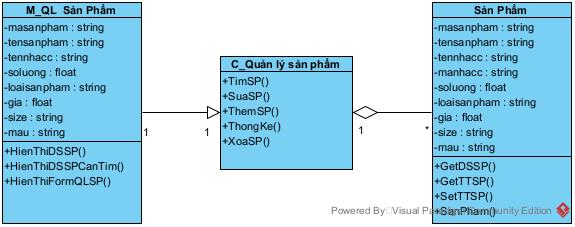 M_QL Sản Phẩm
-masanpham : string
-tensanpham : string
-tennhacc : string
-soluong : float
-loaisanpham : string
-gia : float
-size : string
-mau : string
+HienThiDSSP()
+HienThiDSSPCanTim()
+HienThiFormQLSP()
1
1
C_Quản lý sản phẩm
+TimSP()
+SuaSP()
+ThemSP()
+ThongKe()
+XoaSP()
1
*
Sản Phẩm
-masanpham : string
-tensanpham : string
-tennhacc : string
-manhacc : string
-soluong : float
-loaisanpham : string
-gia : float
-size : string
-mau : string
+GetDSSP()
+GetTTSP()
+SetTTSP()
+SanPham()
Powered By Visual Paradigm Community Edition